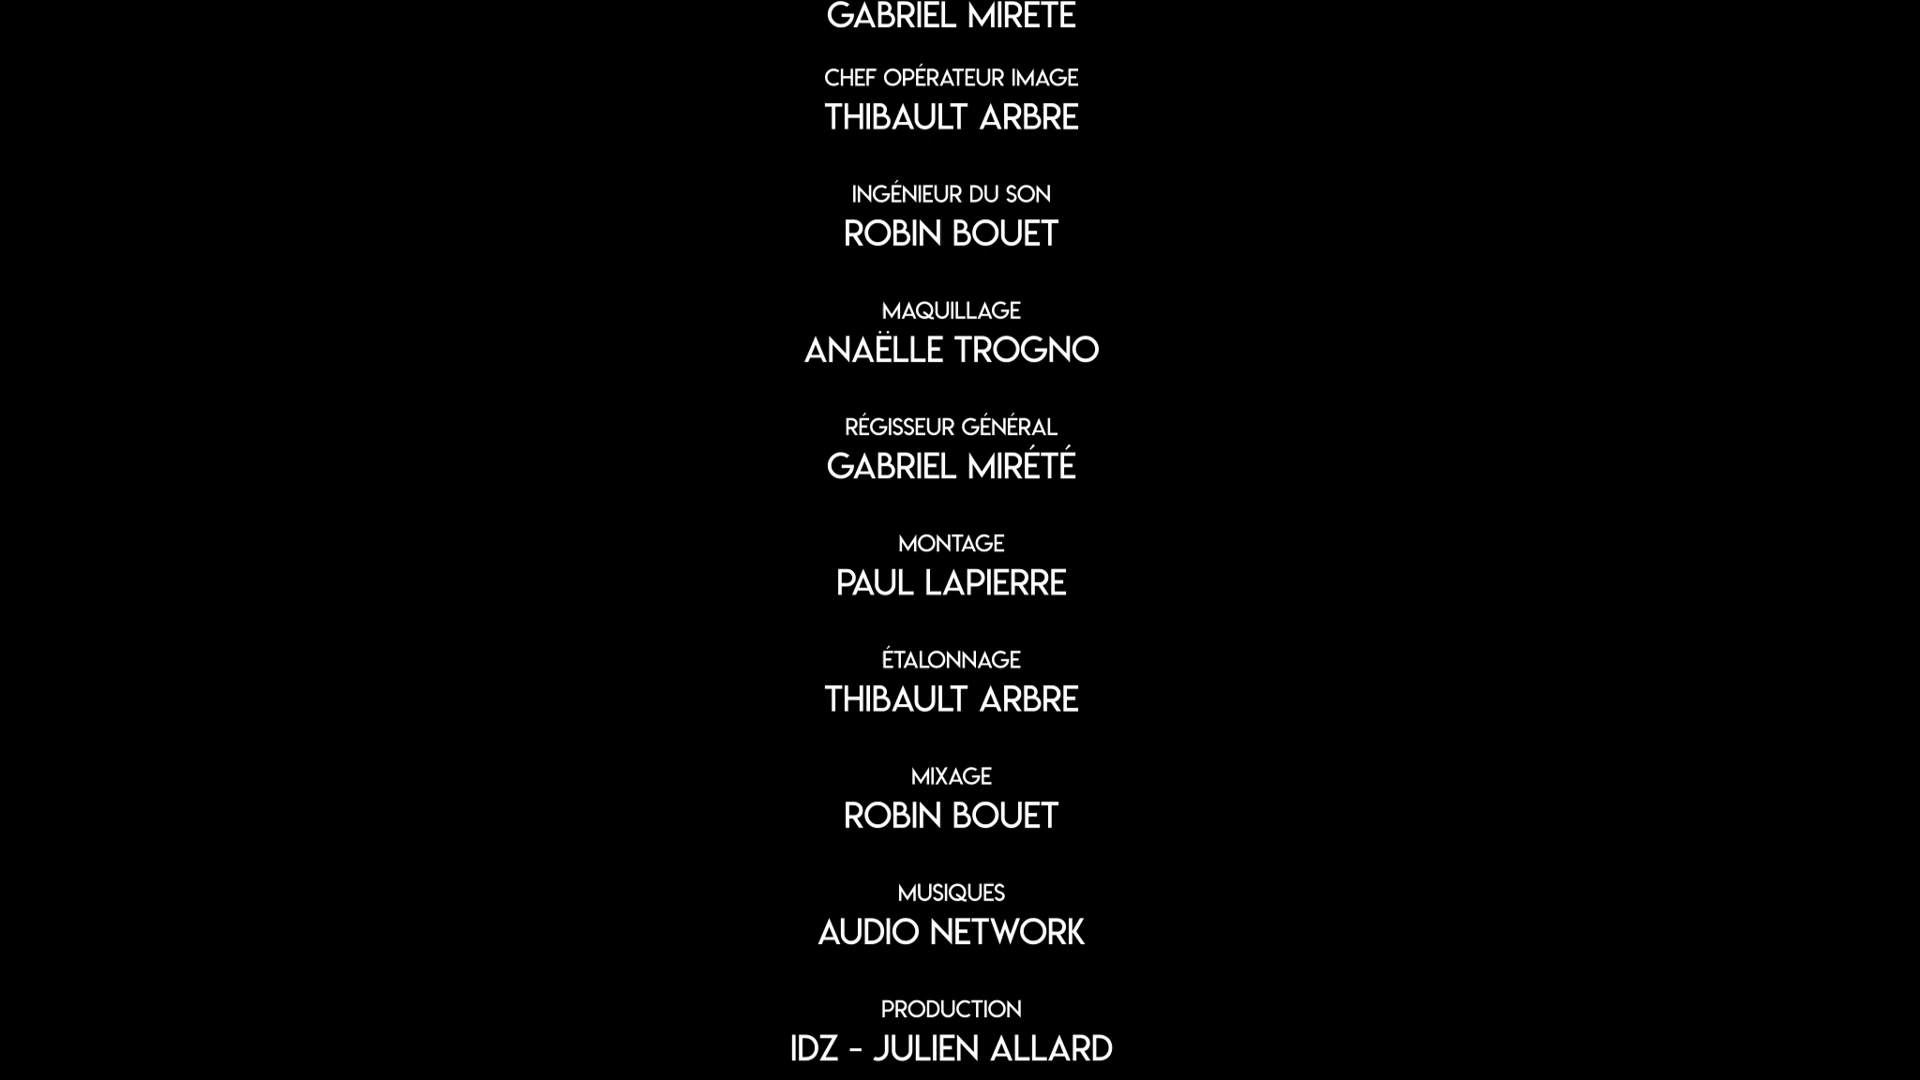 GABRIEL MIRÉTÉ
CHEF OPÉRATEUR IMAGE
THIBAULT ARBRE
INGÉNIEUR DU SON
ROBIN BOUET
MAQUILLAGE
ANAËLLE TROGNO
RÉGISSEUR GÉNÉRAL
GABRIEL MIRÉTÉ
MONTAGE
PAUL LAPIERRE
ÉTALONNAGE
THIBAULT ARBRE
MIXAGE
ROBIN BOUET
MUSIQUES
AUDIO NETWORK
PRODUCTION
IDZ - JULIEN ALLARD